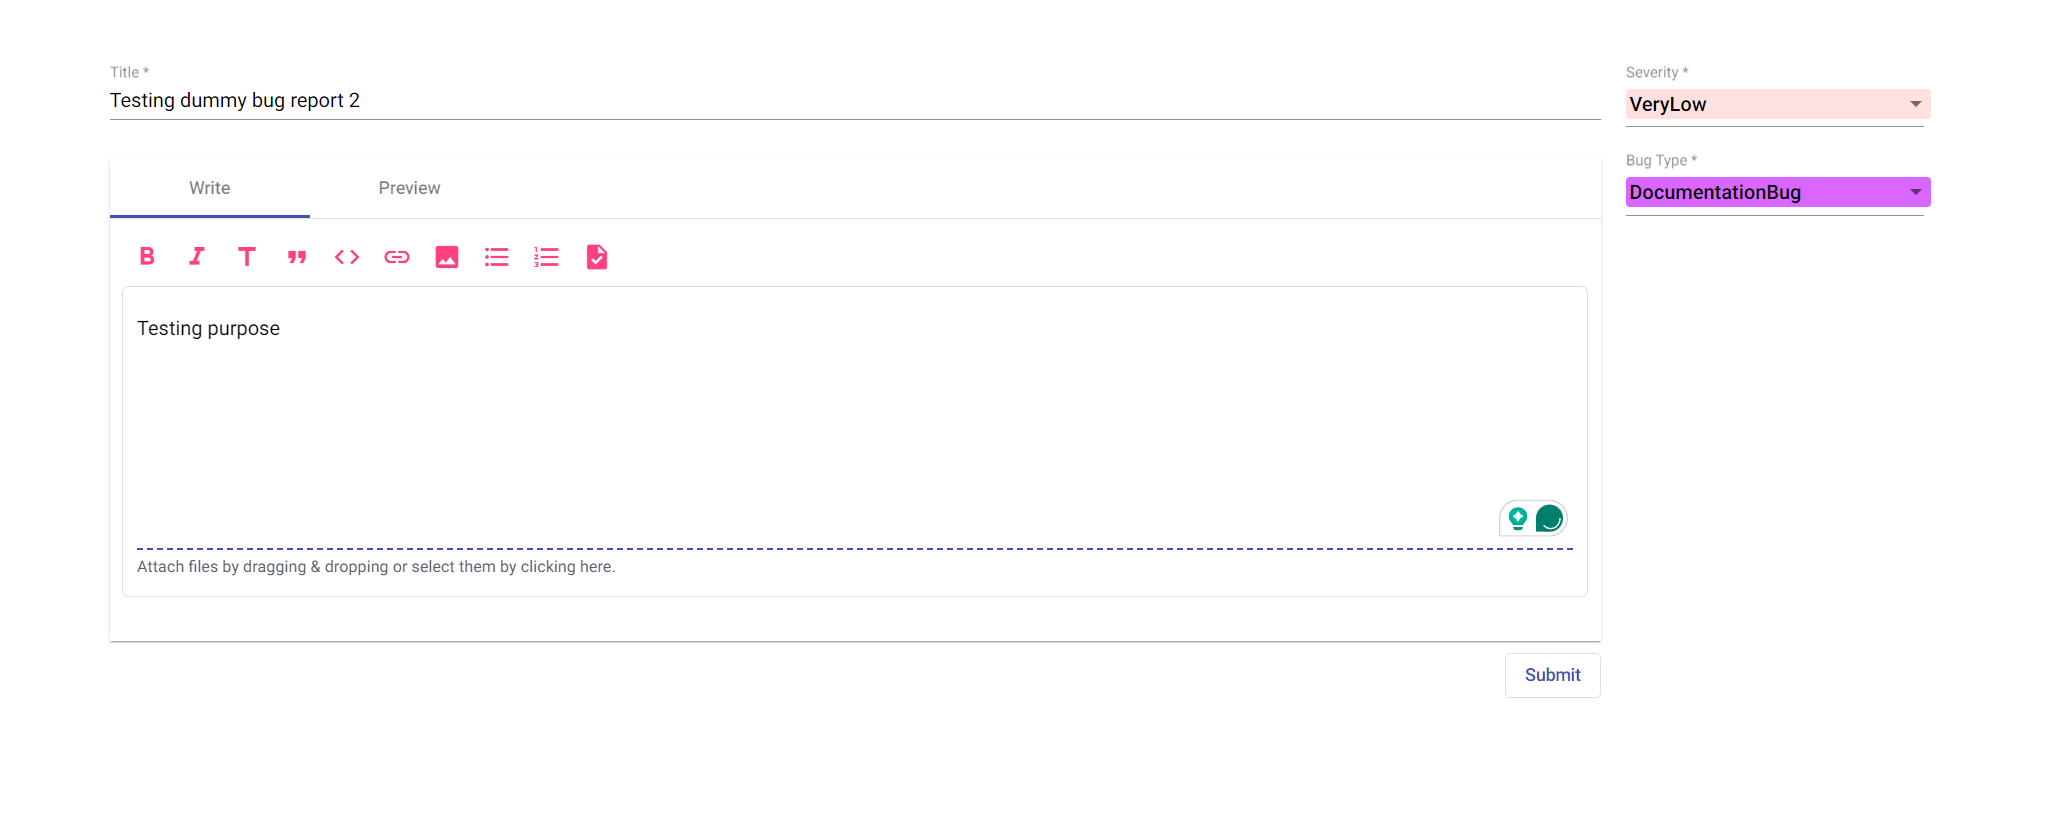 Title *
Testing dummy bug report 2
Severity *
VeryLow
Bug Type *
DocumentationBug
Write
Preview
Testing purpose
Attach files by dragging & dropping or select them by clicking here.
Submit